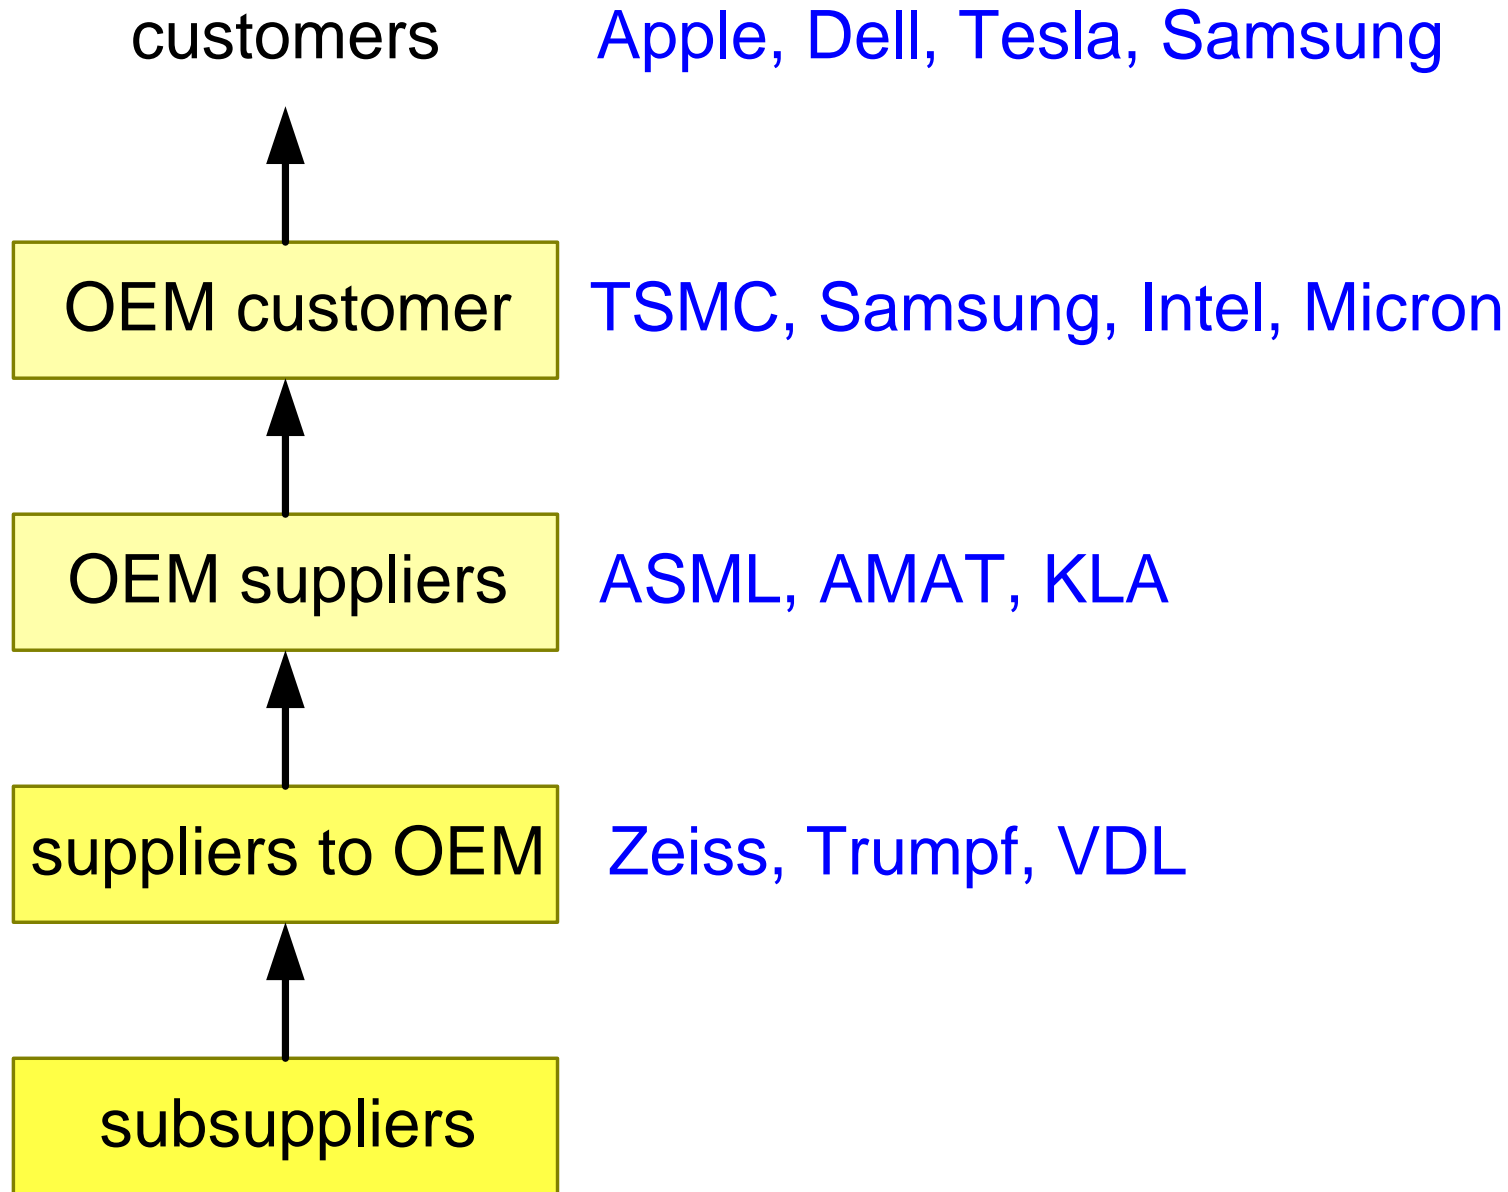 customers Apple, Dell, Tesla, Samsung
OEM customer TSMC, Samsung, Intel, Micron
OEM suppliers ASML, AMAT, KLA
suppliers to OEM Zeiss, Trumpf, VDL
subsuppliers